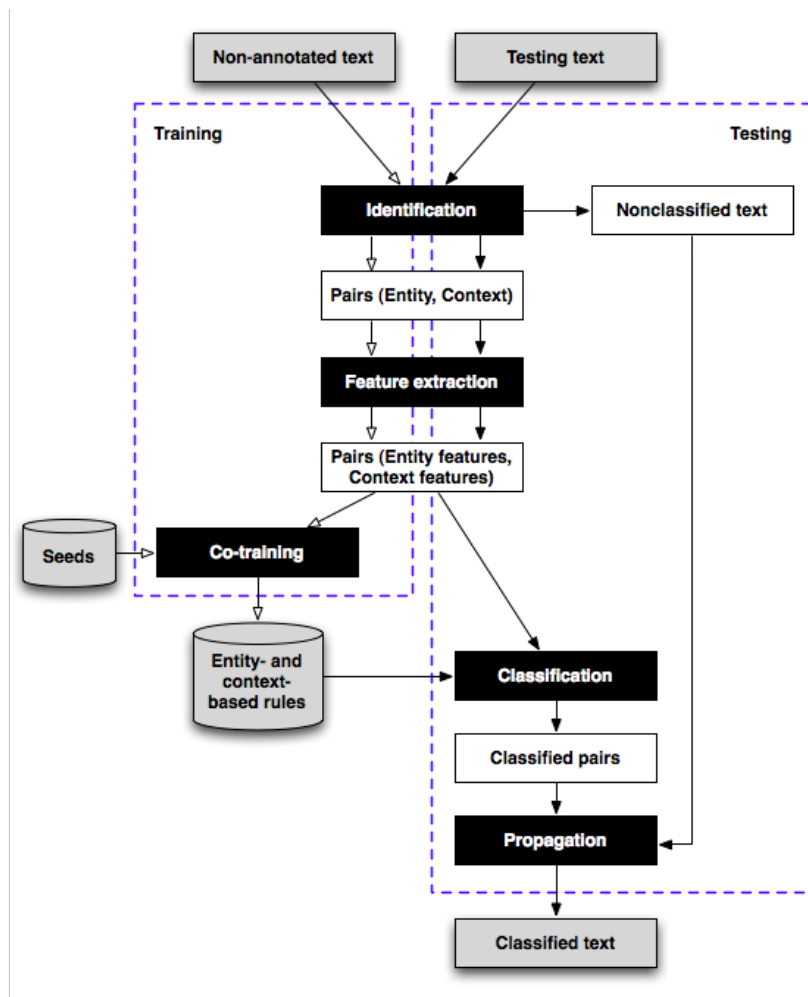 Non-annotated text
Testing text
Training
Testing
Identification
Nonclassified text
Pairs (Entity, Context)
Feature extraction
Pairs (Entity features,
Context features)
Seeds
Co-training
Entity- and
context-
based rules
Classification
Classified pairs
Propagation
Classified text